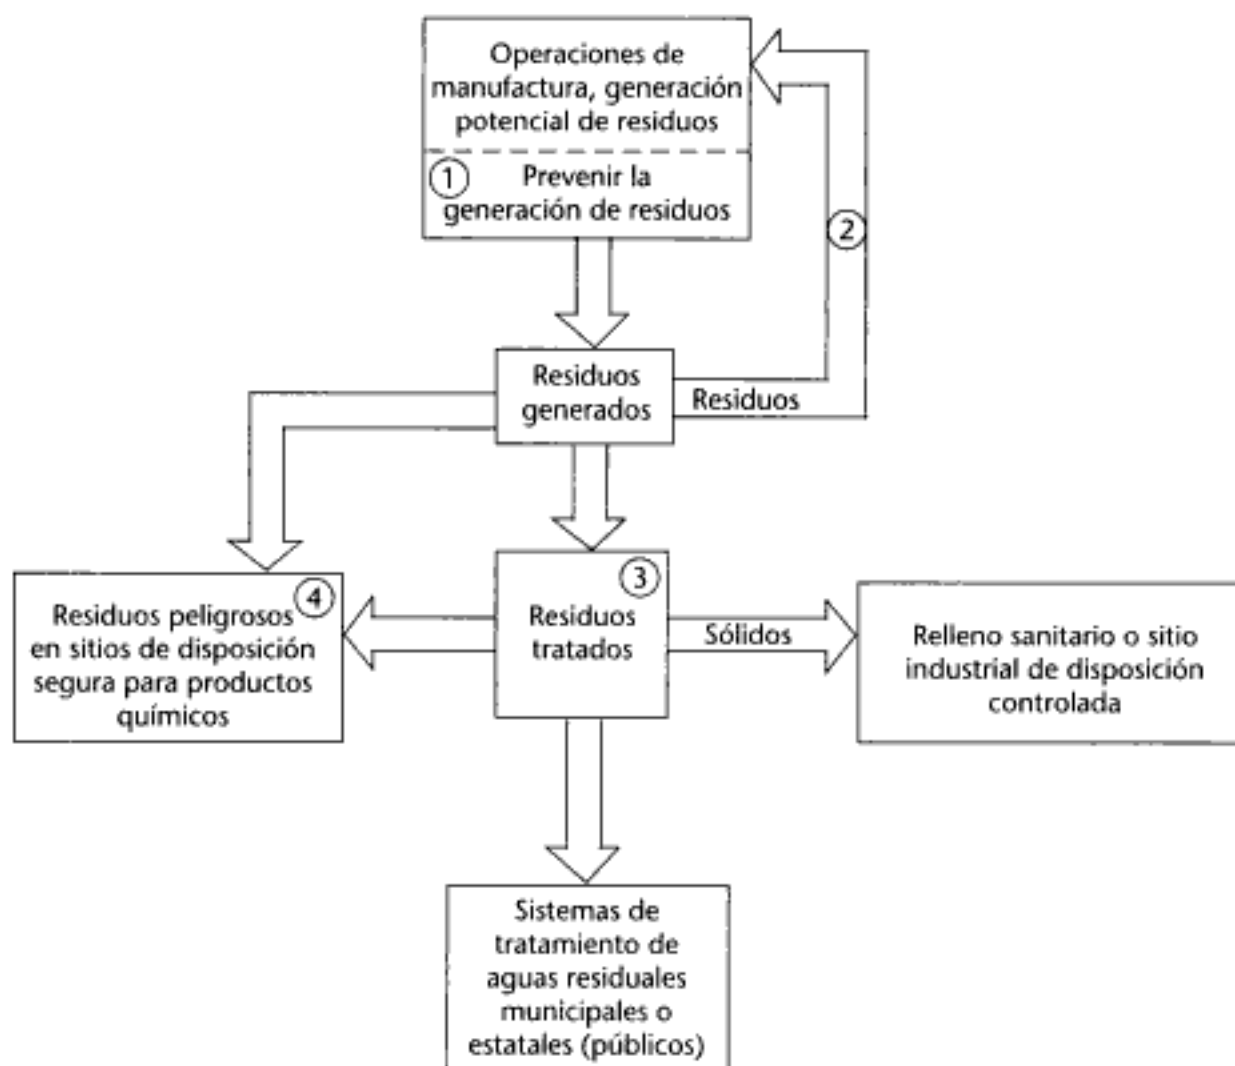 Operaciones de
manufactura, generación
potencial de residuos
1
Prevenir la
generación de residuos
2
Residuos
generados
Residuos
3
Residuos
tratados
4
Residuos peligrosos
en sitios de disposición
segura para productos
químicos
Sólidos
Relleno sanitario o sitio
industrial de disposición
controlada
Sistemas de
tratamiento de
aguas residuales
municipales o
estatales (públicos)